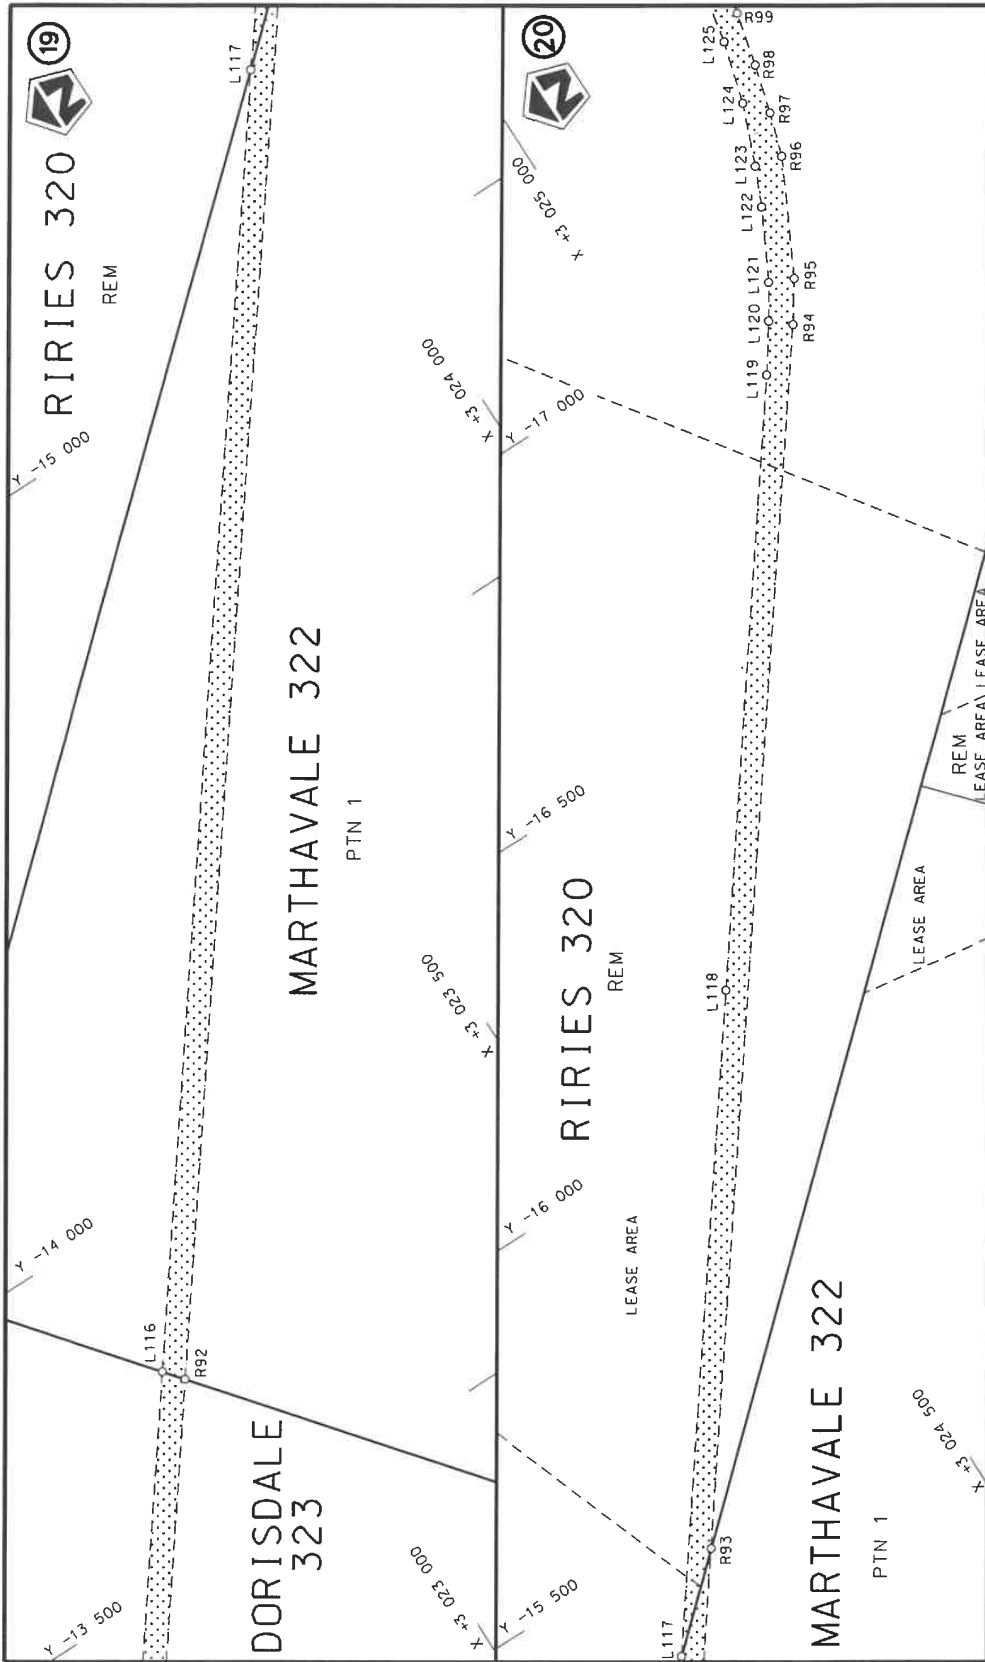 19
RIRIES 320
REM
L117
Y -15 000
X +3 024 000
MARTHAVALE 322
PTN 1
Y -14 000
X +3 023 500
L116
R92
DORISDALE
323
Y -13 500
X +3 023 000
20
L125
R99
L124
R98
L123
R97
L122
R96
L121
R95
L120
R94
L119
X +3 025 000
Y -17 000
Y -16 500
RIRIES 320
REM
L118
Y -16 000
LEASE AREA
LEASE AREA
REM
LEASE AREA
LEASE AREA
L117
R93
Y -15 500
MARTHAVALE 322
PTN 1
X +3 024 500